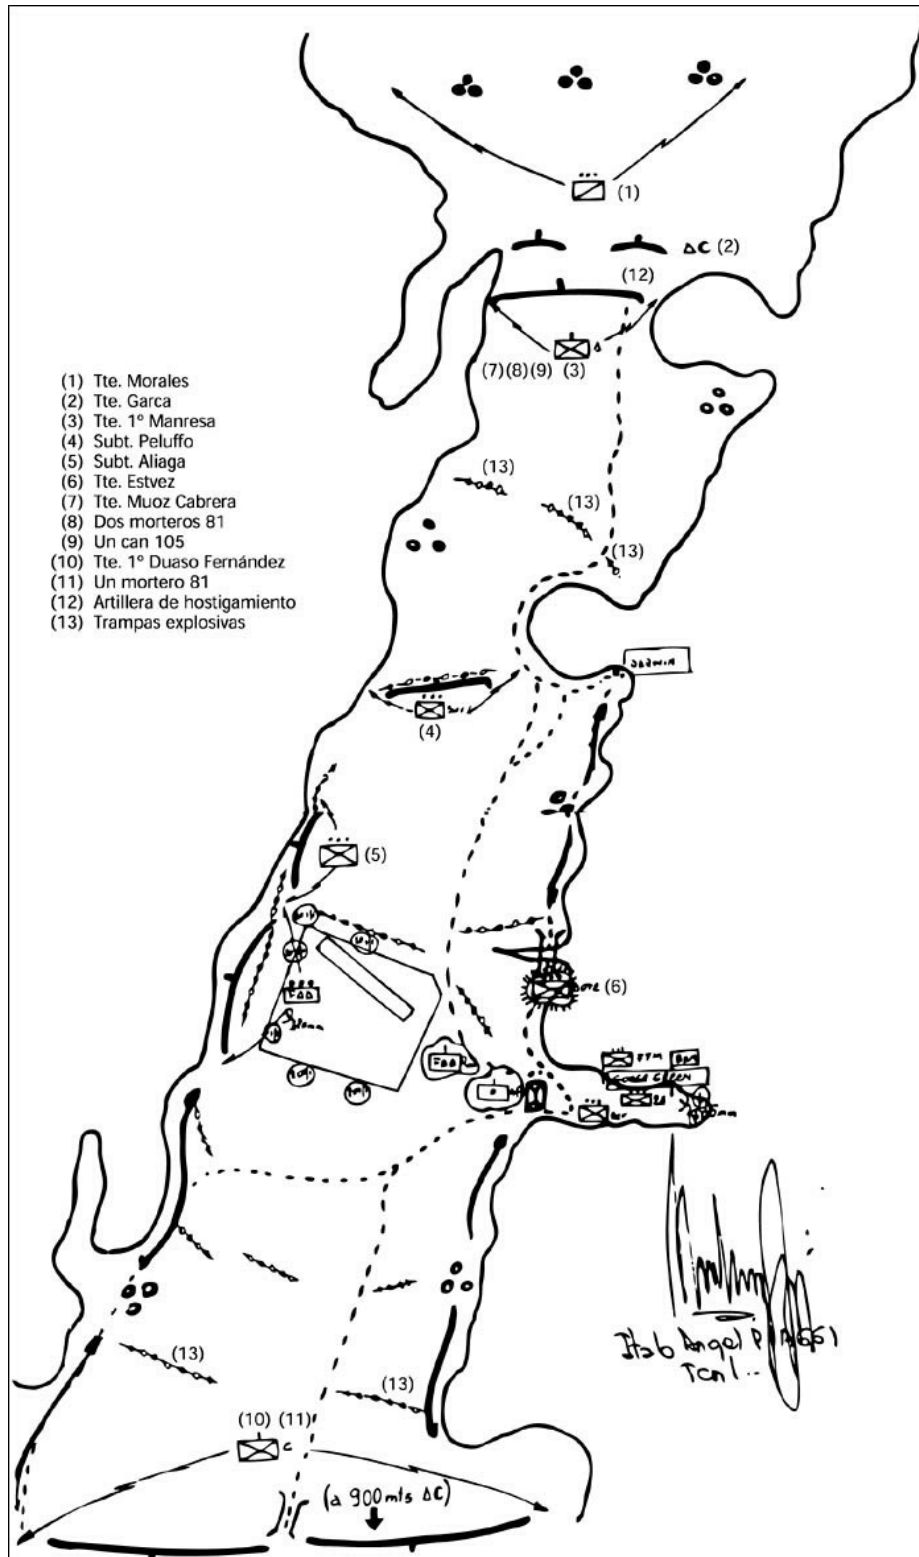 (1)
ΔC (2)
(12)
(7) (8) (9) (3)
(1) Tte. Morales
(2) Tte. Garca
(3) Tte. 1º Manresa
(4) Subt. Peluffo
(5) Subt. Aliaga
(6) Tte. Estvez
(7) Tte. Muoz Cabrera
(8) Dos morteros 81
(9) Un can 105
(10) Tte. 1º Duaso Fernández
(11) Un mortero 81
(12) Artillera de hostigamiento
(13) Trampas explosivas
(13)
(13)
(13)
DARWIN
(4)
(5)
(6)
GOOSE GREEN
(13)
(13)
(10) (11)
C
(a 900 mts ΔC)